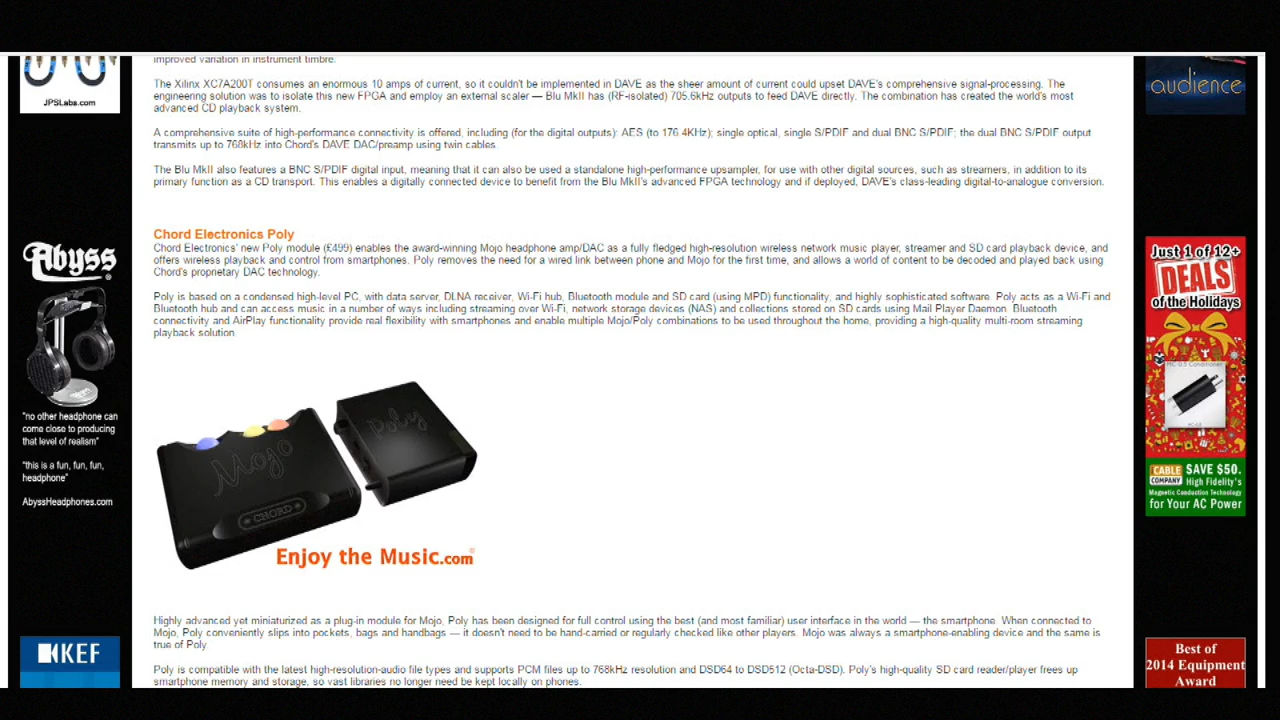 improved variation in instrument timbre.
The Xilinx XC7A200T consumes an enormous 10 amps of current, so it couldn't be implemented in DAVE as the sheer amount of current could upset DAVE's comprehensive signal-processing. The
engineering solution was to isolate this new FPGA and employ an external scaler — Blu MkII has (RF-isolated) 705.6kHz outputs to feed DAVE directly. The combination has created the world's most
advanced CD playback system.
A comprehensive suite of high-performance connectivity is offered, including (for the digital outputs): AES (to 176.4KHz); single optical, single S/PDIF and dual BNC S/PDIF; the dual BNC S/PDIF output
transmits up to 768kHz into Chord's DAVE DAC/preamp using twin cables.
The Blu MkII also features a BNC S/PDIF digital input, meaning that it can also be used a standalone high-performance upsampler, for use with other digital sources, such as streamers, in addition to its
primary function as a CD transport. This enables a digitally connected device to benefit from the Blu MkII's advanced FPGA technology and if deployed, DAVE's class-leading digital-to-analogue conversion.
Chord Electronics Poly
Chord Electronics' new Poly module (£499) enables the award-winning Mojo headphone amp/DAC as a fully fledged high-resolution wireless network music player, streamer and SD card playback device, and
offers wireless playback and control from smartphones. Poly removes the need for a wired link between phone and Mojo for the first time, and allows a world of content to be decoded and played back using
Chord's proprietary DAC technology.
Poly is based on a condensed high-level PC, with data server, DLNA receiver, Wi-Fi hub, Bluetooth module and SD card (using MPD) functionality, and highly sophisticated software. Poly acts as a Wi-Fi and
Bluetooth hub and can access music in a number of ways including streaming over Wi-Fi, network storage devices (NAS) and collections stored on SD cards using Mail Player Daemon. Bluetooth
connectivity and AirPlay functionality provide real flexibility with smartphones and enable multiple Mojo/Poly combinations to be used throughout the home, providing a high-quality multi-room streaming
playback solution.
Mojo
Poly
CHORD
Enjoy the Music.com
Highly advanced yet miniaturized as a plug-in module for Mojo, Poly has been designed for full control using the best (and most familiar) user interface in the world — the smartphone. When connected to
Mojo, Poly conveniently slips into pockets, bags and handbags — it doesn't need to be hand-carried or regularly checked like other players. Mojo was always a smartphone-enabling device and the same is
true of Poly.
Poly is compatible with the latest high-resolution-audio file types and supports PCM files up to 768kHz resolution and DSD64 to DSD512 (Octa-DSD). Poly's high-quality SD card reader/player frees up
smartphone memory and storage, so vast libraries no longer need be kept locally on phones.
JPSLabs.com
Abyss®
"no other headphone can
come close to producing
that level of realism"
"this is a fun, fun, fun,
headphone"
AbyssHeadphones.com
KEF
audience
Just 1 of 12+
DEALS
of the Holidays
MC-0.5 Conditioner
MC-0.5
CABLE
COMPANY
SAVE $50.
High Fidelity's
Magnetic Conduction Technology
for Your AC Power
Best of
2014 Equipment
Award